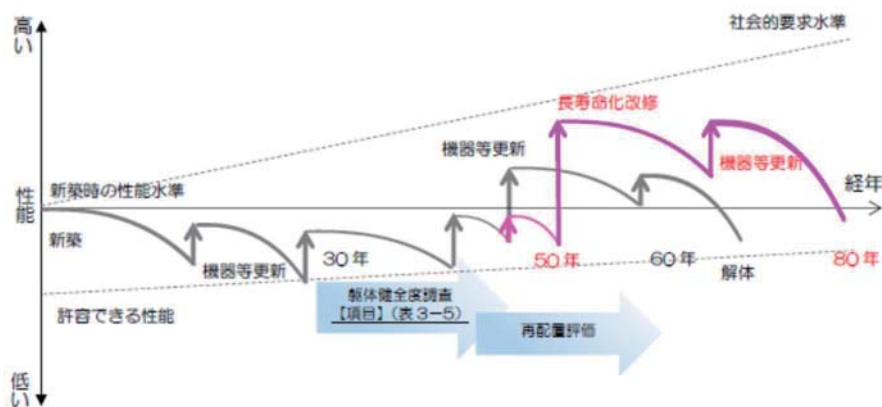 高い
社会的要求水準
長寿命化改修
機器等更新
機器等更新
新築時の性能水準
経年
性能
新築
機器等更新
30年
50年
60年
解体
80年
躯体健全度調査
【項目】(表3-5)
許容できる性能
再配置評価
低い